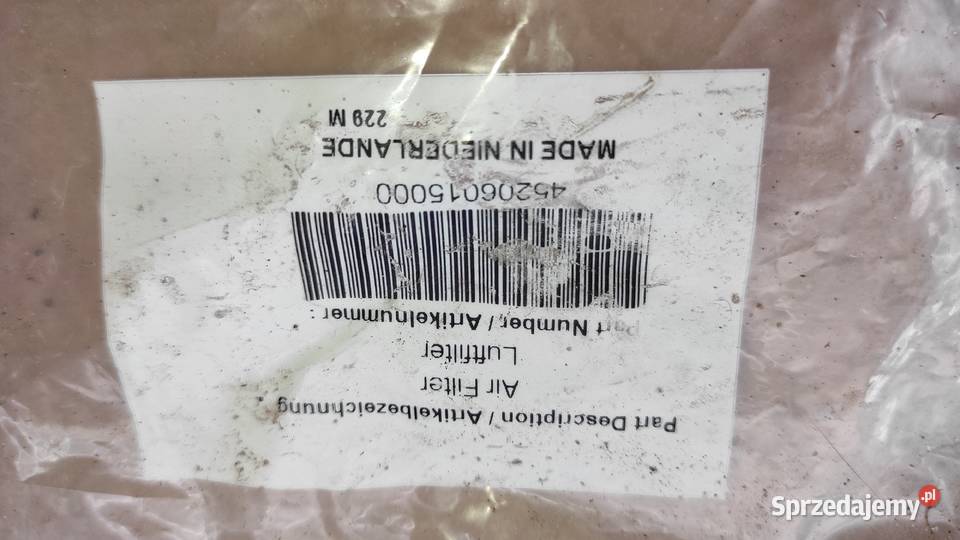 Part Description / Artikelbezeichnung
Air Filter
Luftfilter
Part Number, / Artikelnummer :
45206015000
MADE IN NIEDERLANDE
229 M
Sprzedajemy.pl